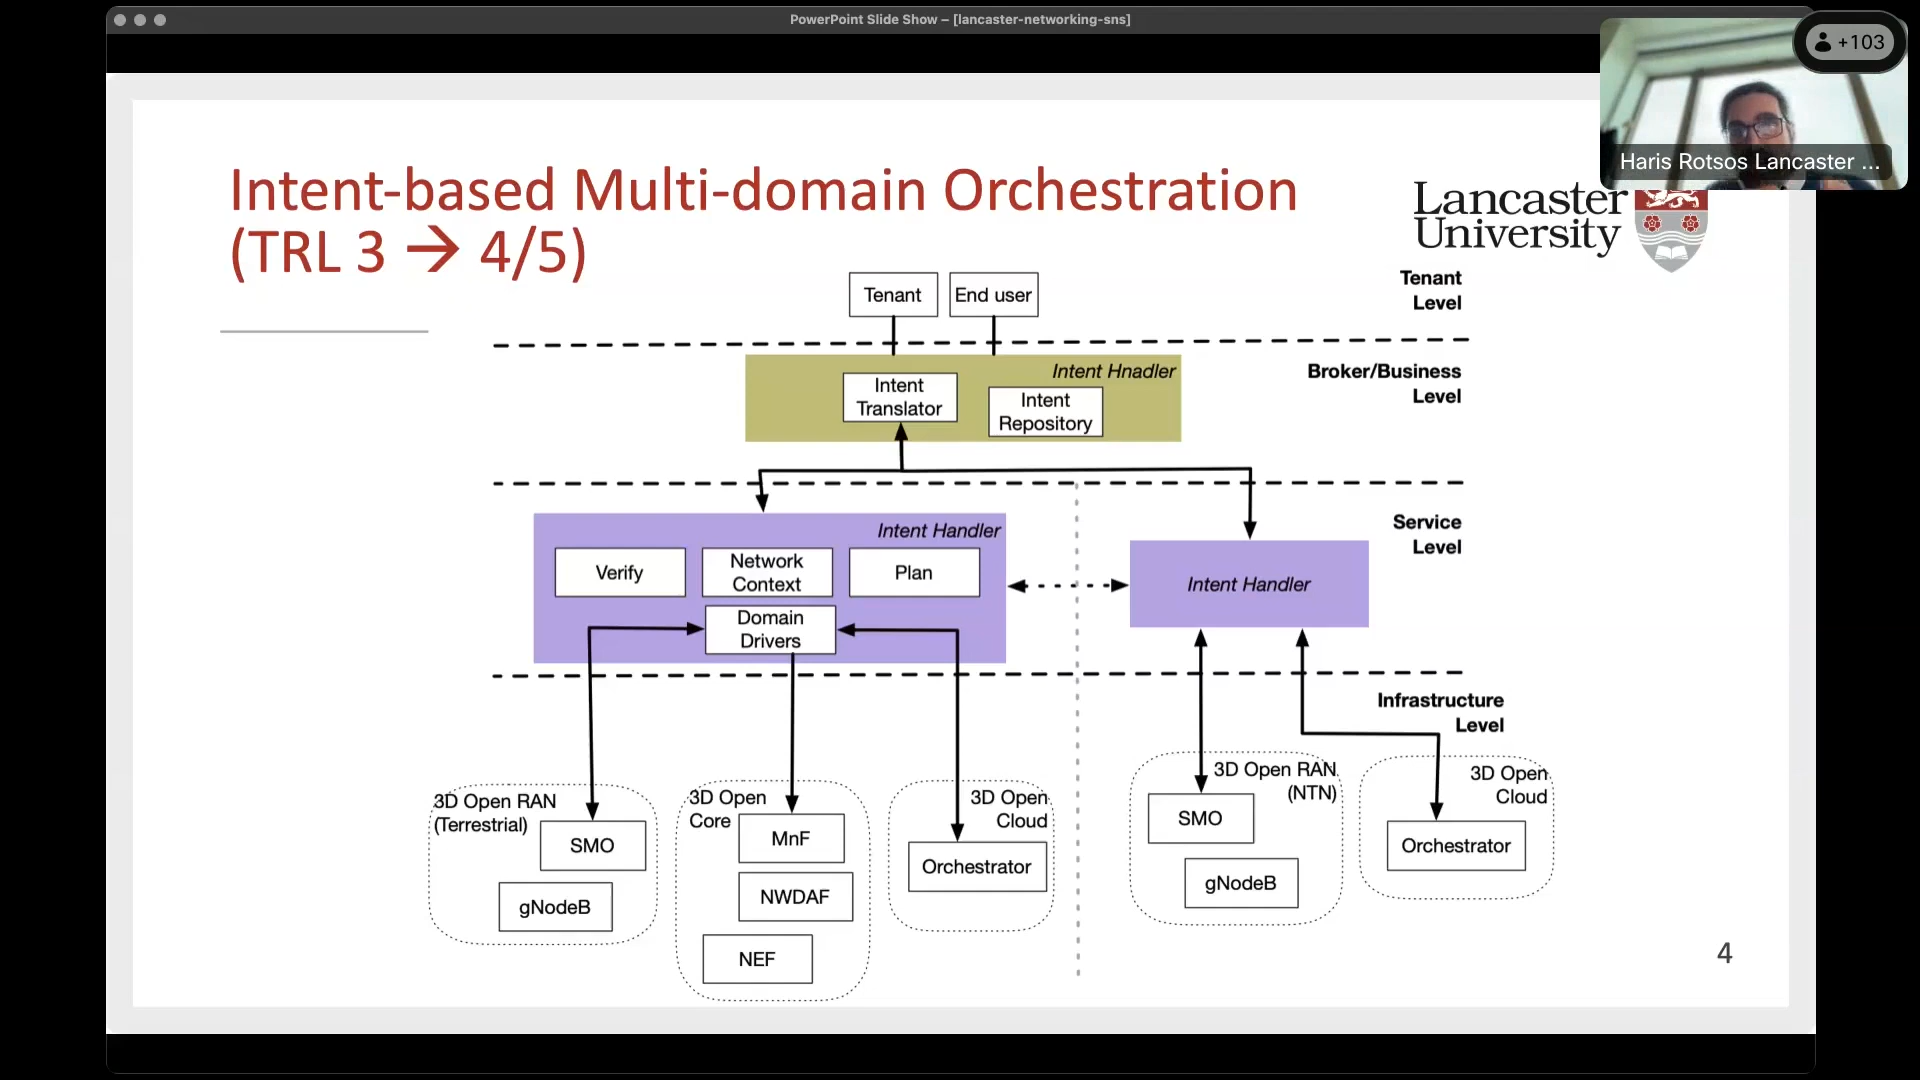 PowerPoint Slide Show – [lancaster-networking-sns]
+103
Haris Rotsos Lancaster ...
Intent-based Multi-domain Orchestration
(TRL 3 → 4/5)
Lancaster
University
Tenant
End user
Tenant
Level
Intent Hnadler
Intent
Translator
Intent
Repository
Broker/Business
Level
Intent Handler
Verify
Network
Context
Plan
Domain
Drivers
Intent Handler
Service
Level
Infrastructure
Level
3D Open RAN
(Terrestrial)
SMO
gNodeB
3D Open
Core
MnF
NWDAF
NEF
3D Open
Cloud
Orchestrator
3D Open RAN
(NTN)
SMO
gNodeB
3D Open
Cloud
Orchestrator
4